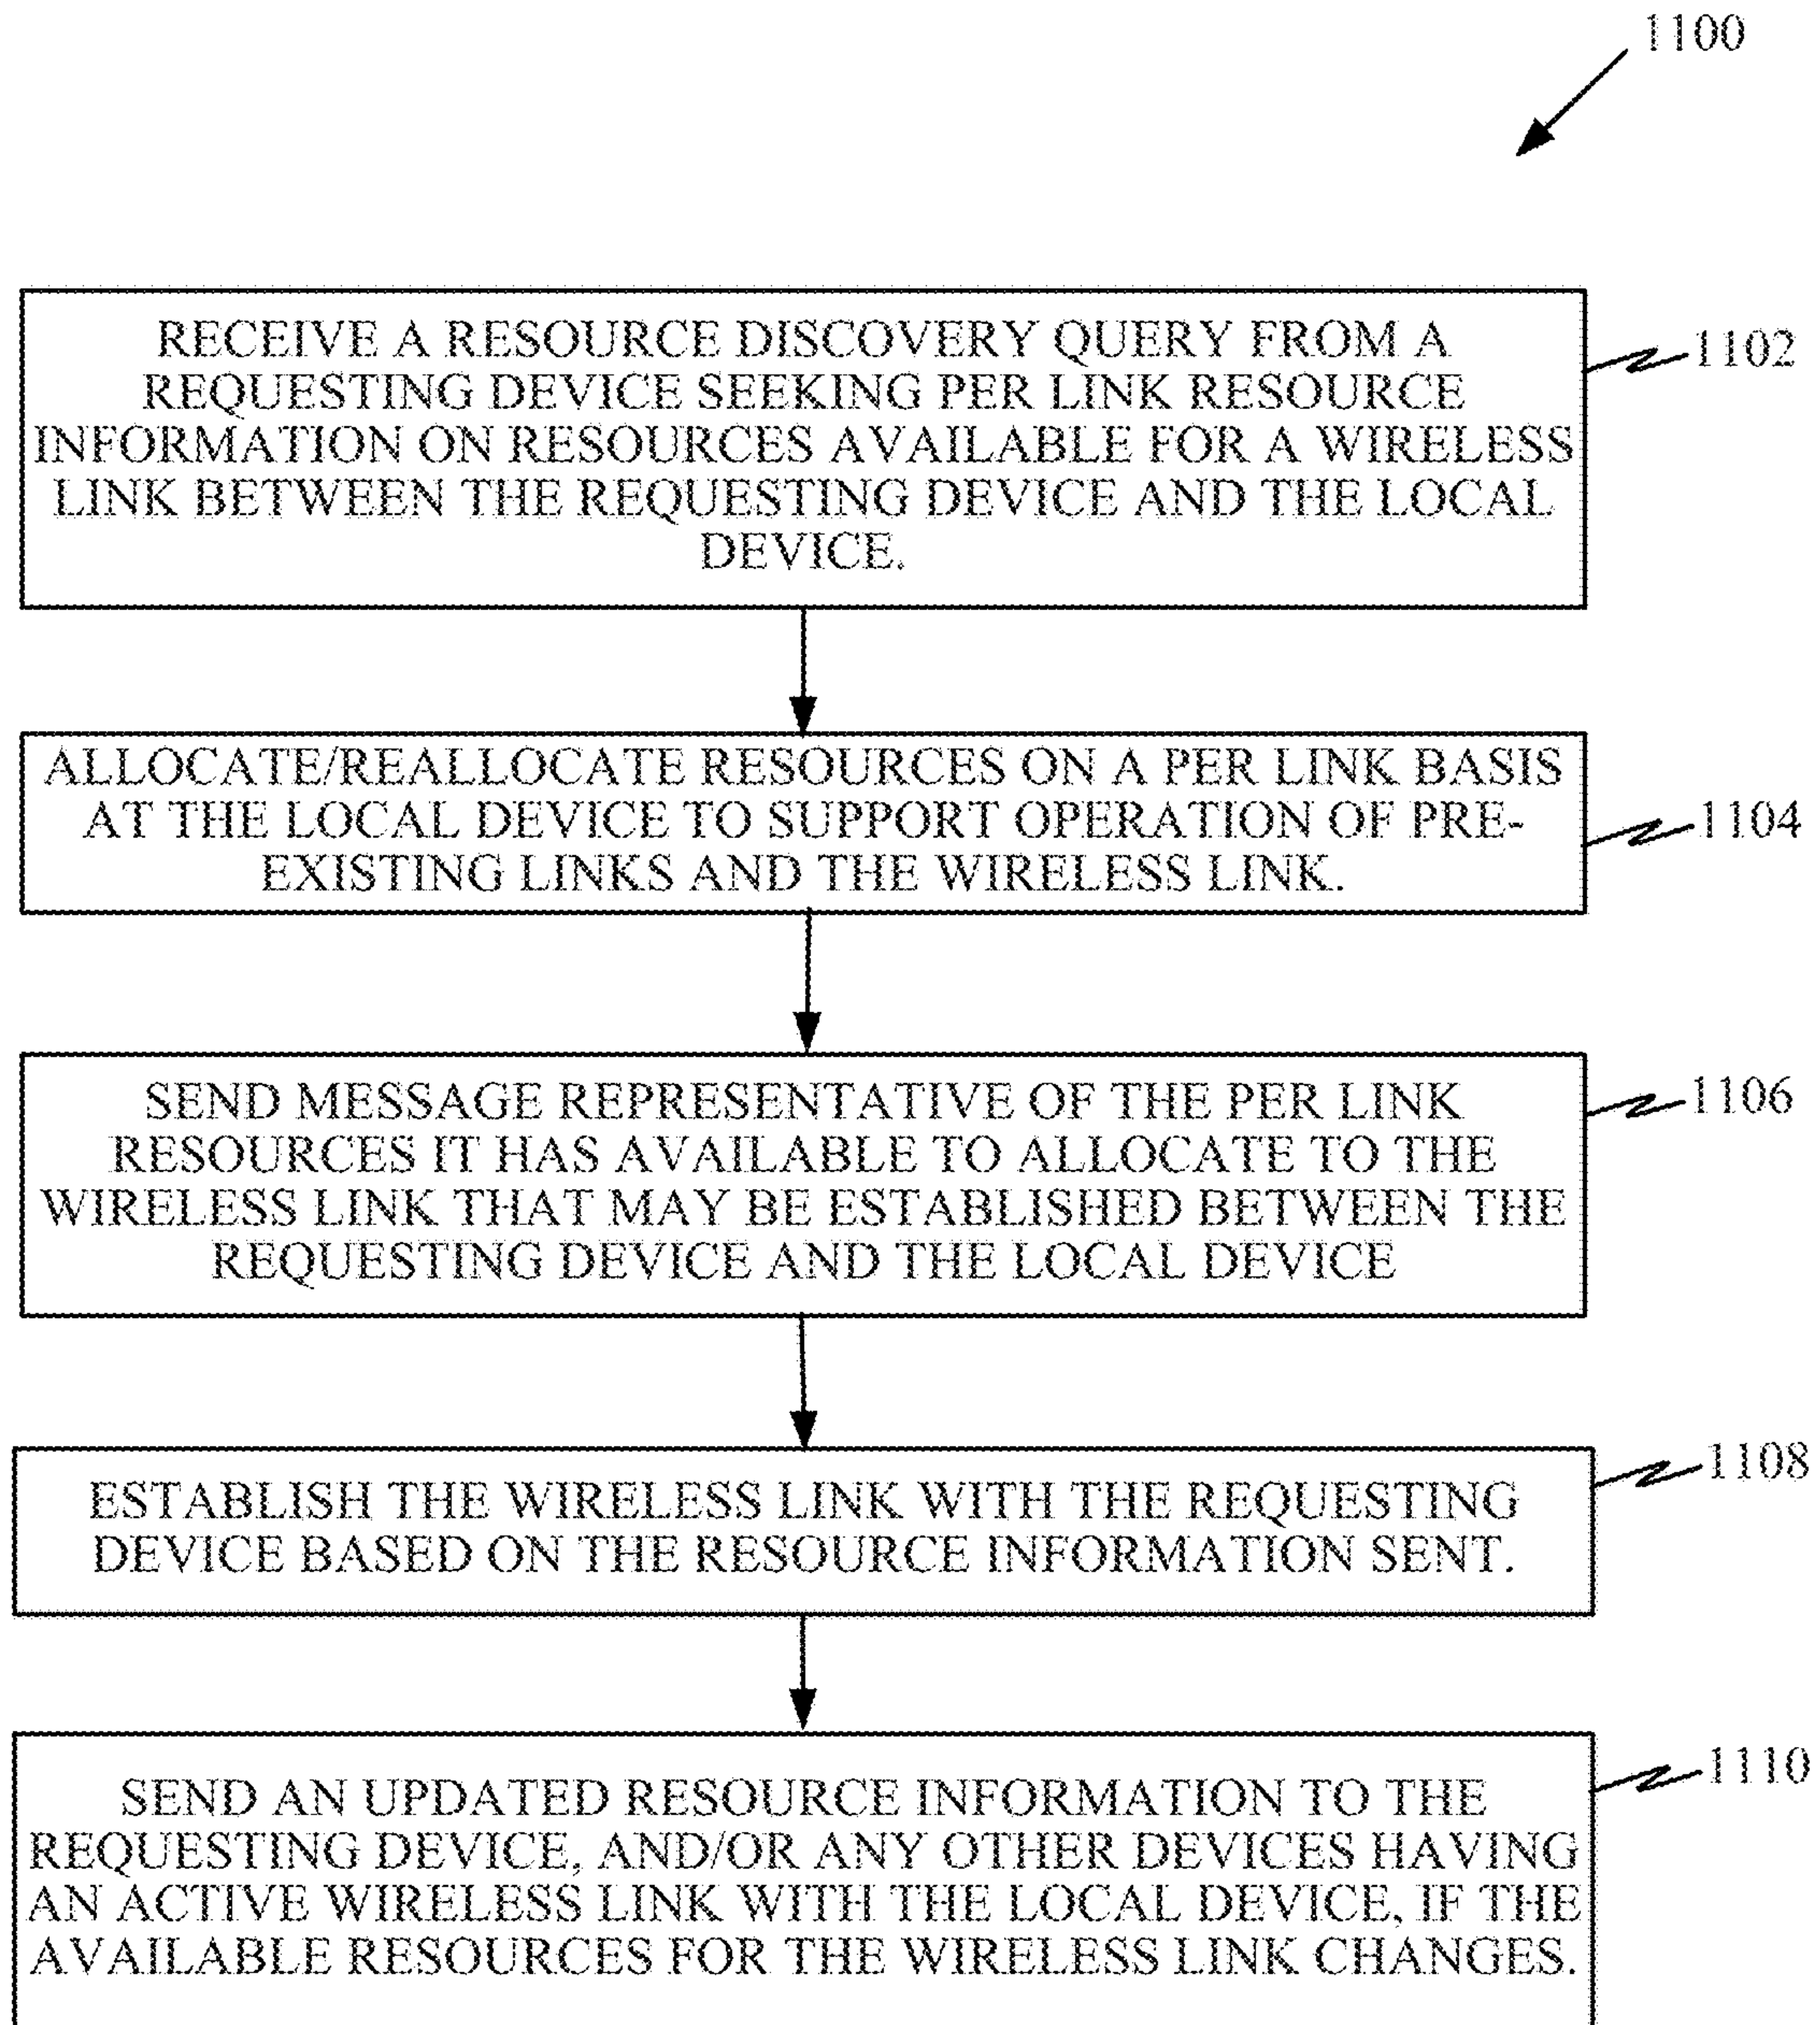 1100
RECEIVE A RESOURCE DISCOVERY QUERY FROM A
REQUESTING DEVICE SEEKING PER LINK RESOURCE
INFORMATION ON RESOURCES AVAILABLE FOR A WIRELESS
LINK BETWEEN THE REQUESTING DEVICE AND THE LOCAL
DEVICE.
1102
ALLOCATE/REALLOCATE RESOURCES ON A PER LINK BASIS
AT THE LOCAL DEVICE TO SUPPORT OPERATION OF PRE-
EXISTING LINKS AND THE WIRELESS LINK.
1104
SEND MESSAGE REPRESENTATIVE OF THE PER LINK
RESOURCES IT HAS AVAILABLE TO ALLOCATE TO THE
WIRELESS LINK THAT MAY BE ESTABLISHED BETWEEN THE
REQUESTING DEVICE AND THE LOCAL DEVICE
1106
ESTABLISH THE WIRELESS LINK WITH THE REQUESTING
DEVICE BASED ON THE RESOURCE INFORMATION SENT.
1108
SEND AN UPDATED RESOURCE INFORMATION TO THE
REQUESTING DEVICE, AND/OR ANY OTHER DEVICES HAVING
AN ACTIVE WIRELESS LINK WITH THE LOCAL DEVICE, IF THE
AVAILABLE RESOURCES FOR THE WIRELESS LINK CHANGES.
1110